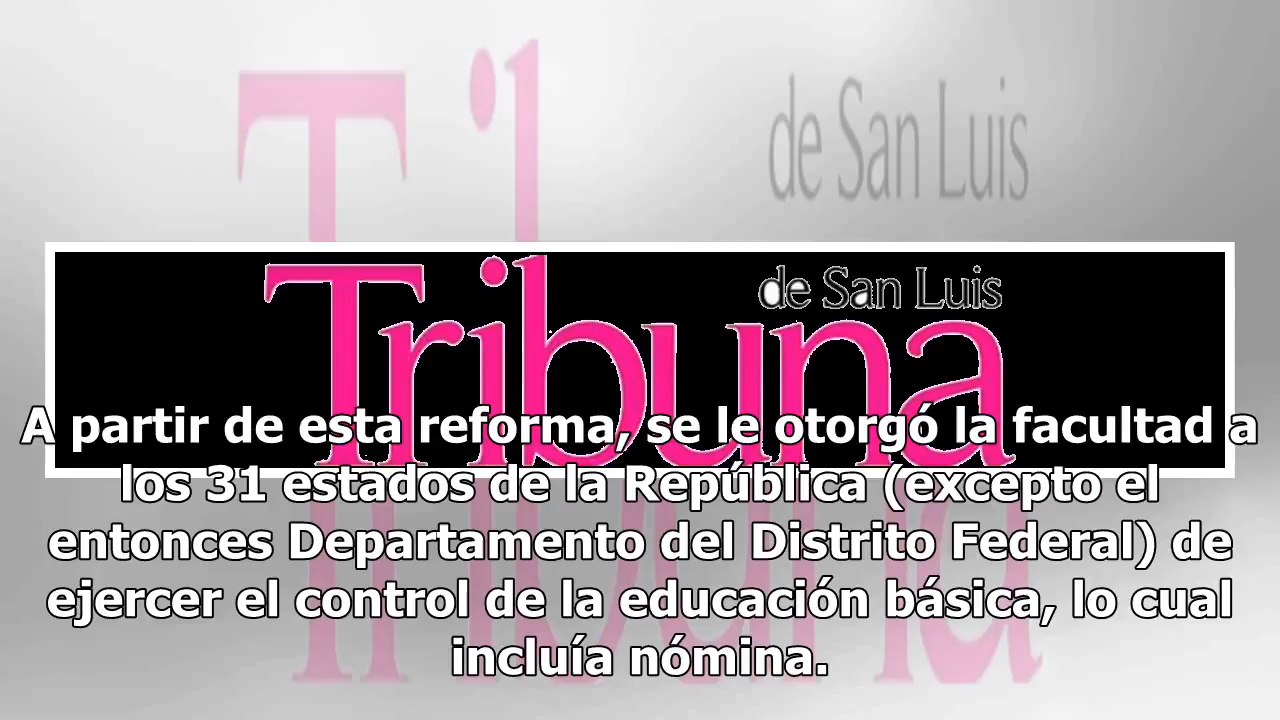 de San Luis
Tribuna
de San Luis
Tribuna
A partir de esta reforma, se le otorgó la facultad a
los 31 estados de la República (excepto el
entonces Departamento del Distrito Federal) de
ejercer el control de la educación básica, lo cual
incluía nómina.